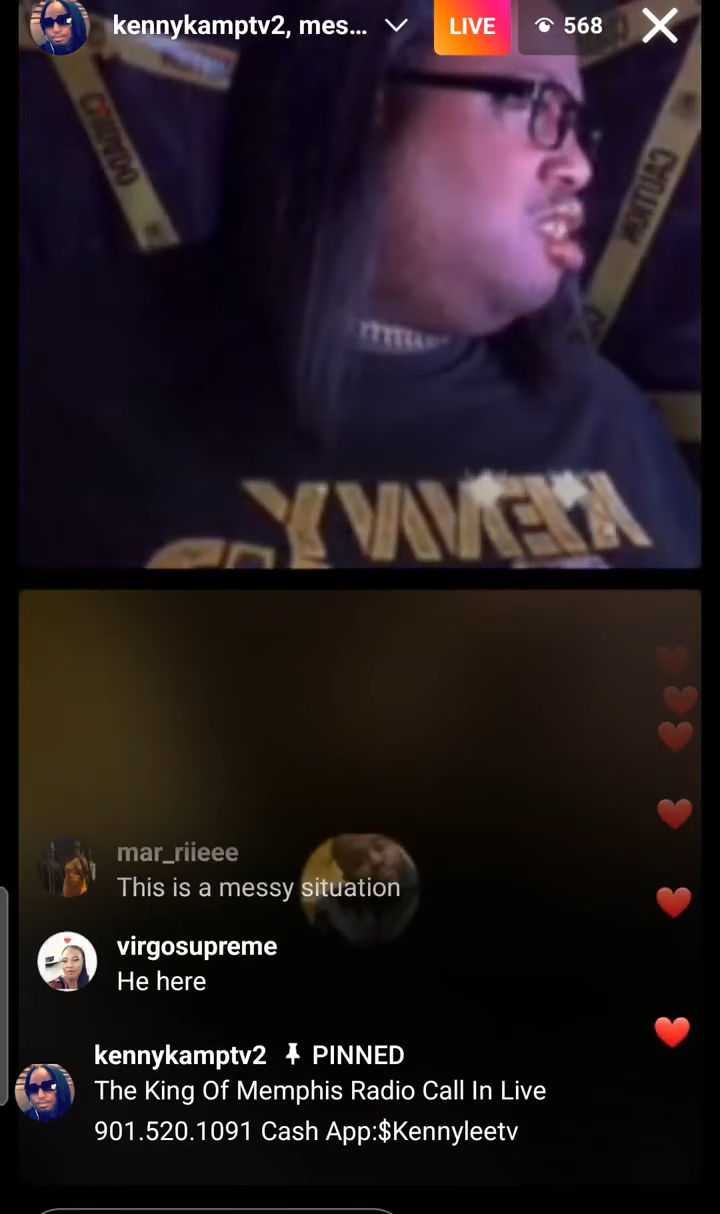 kennykamptv2, mes...
LIVE
568
KENNY
mar_riieee
This is a messy situation
virgosupreme
He here
kennykamptv2 PINNED
The King Of Memphis Radio Call In Live
901.520.1091 Cash App:$Kennyleetv